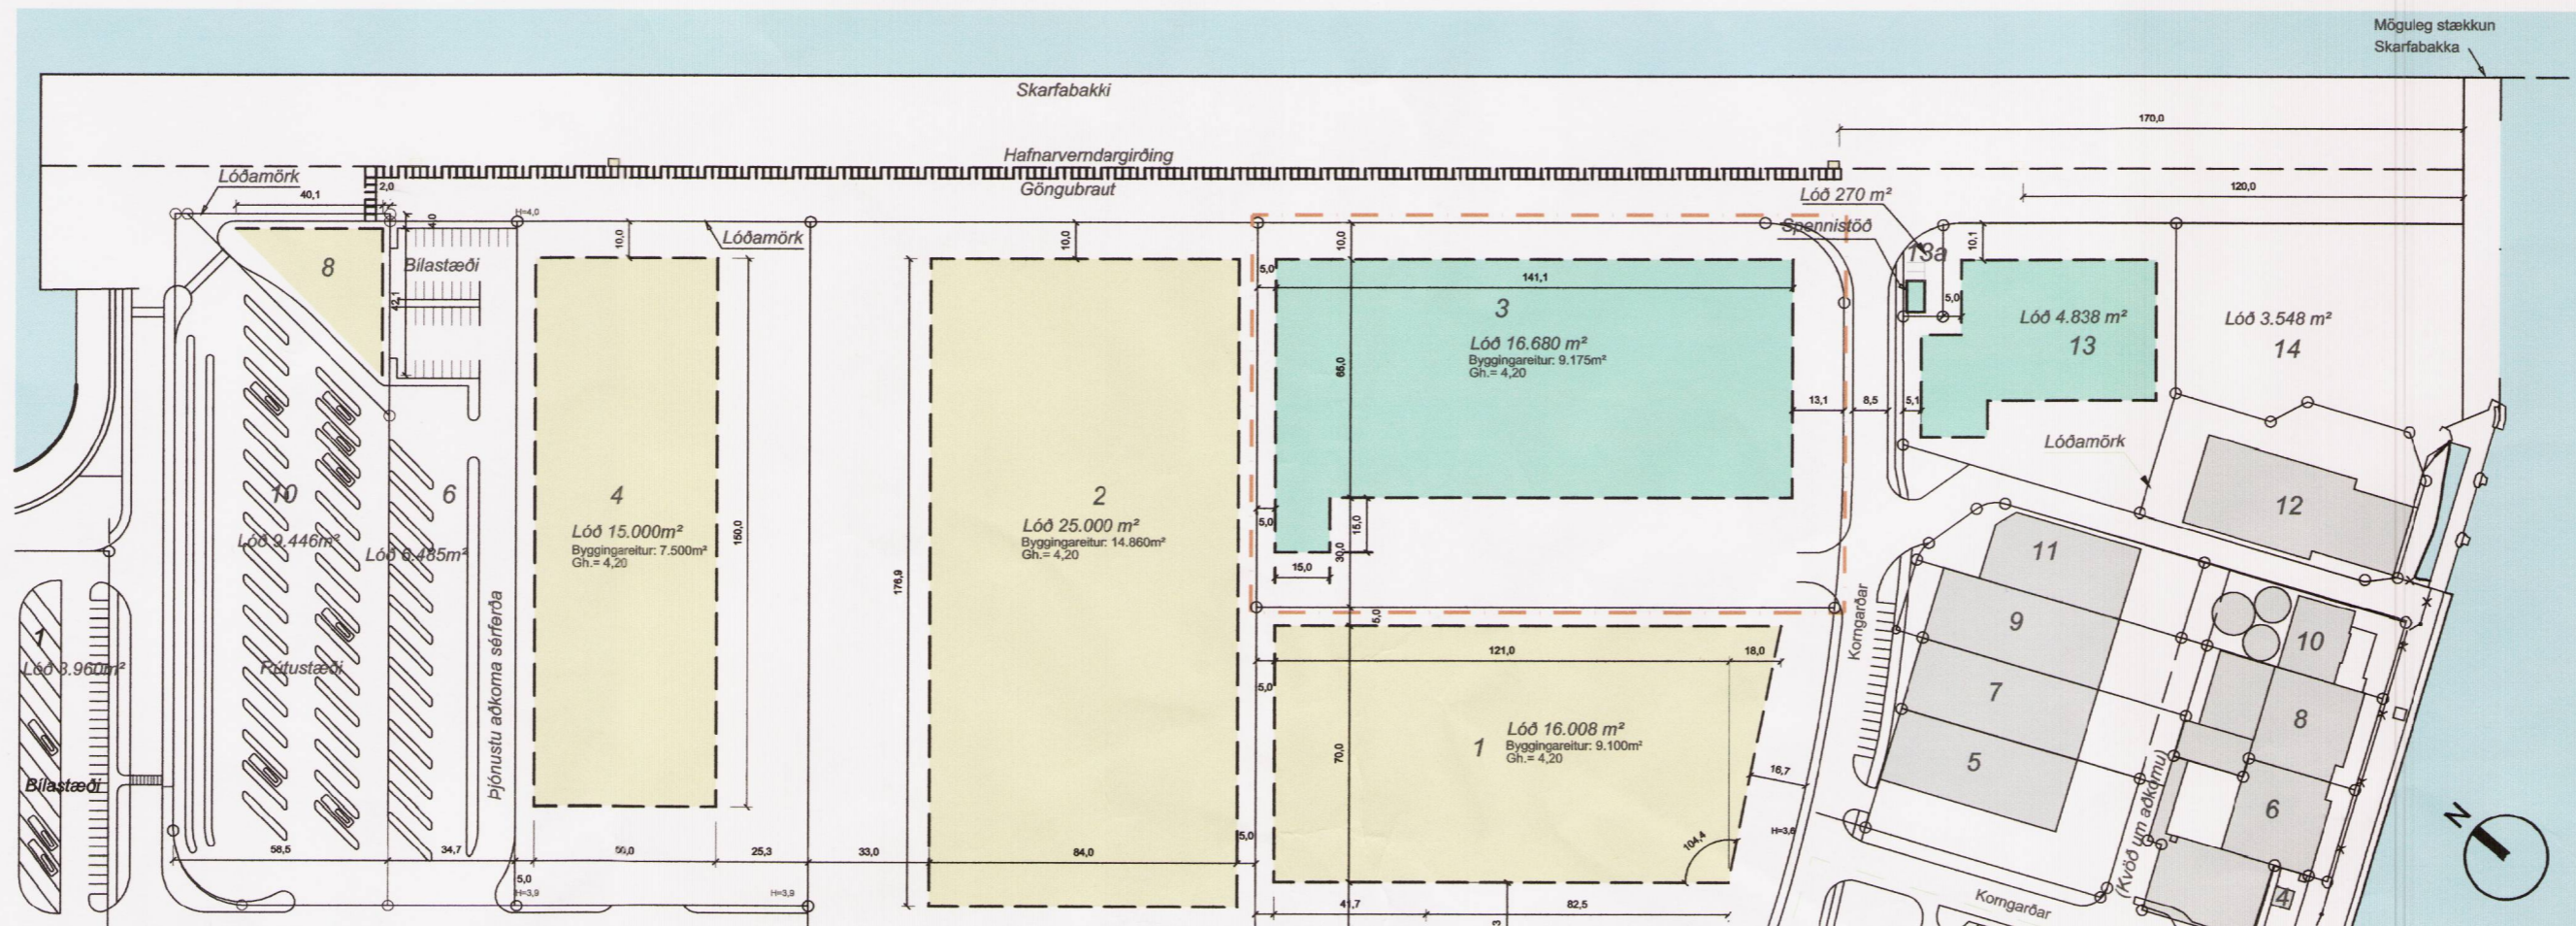 Möguleg stækkun
Skarfabakka
Skarfabakki
170,0
Hafnarverndargirðing
Göngubraut
Lóðamörk
40,1
2,0
120,0
Lóð 270 m²
Spennistöð
H=4,0
4,0
10,0
Lóðamörk
10,0
10,0
13a
10,1
8
Bílastæði
42,1
5,0
141,1
3
Lóð 16.680 m²
Byggingareitur: 9.175m²
Gh.= 4,20
65,0
5,0
Lóð 4.838 m²
13
Lóð 3.548 m²
14
13,1
8,5
5,1
Lóðamörk
12
10
Lóð 9.446m²
6
Lóð 6.485m²
4
Lóð 15.000m²
Byggingareitur: 7.500m²
Gh.= 4,20
150,0
2
Lóð 25.000 m²
Byggingareitur: 14.860m²
Gh.= 4,20
176,9
5,0
15,0
30,0
15,0
5,0
11
9
7
5
10
8
6
4
Korngarðar
1
Lóð 3.960m²
Rútustæði
Þjónustu aðkoma sérferða
Bílastæði
121,0
18,0
5,0
1
Lóð 16.008 m²
Byggingareitur: 9.100m²
Gh.= 4,20
70,0
16,7
104,4
H=3,6
(Kvöð um aðkomu)
N
58,5
34,7
5,0
50,0
25,3
33,0
84,0
5,0
H=3,9
H=3,9
41,7
82,5
Korngarðar